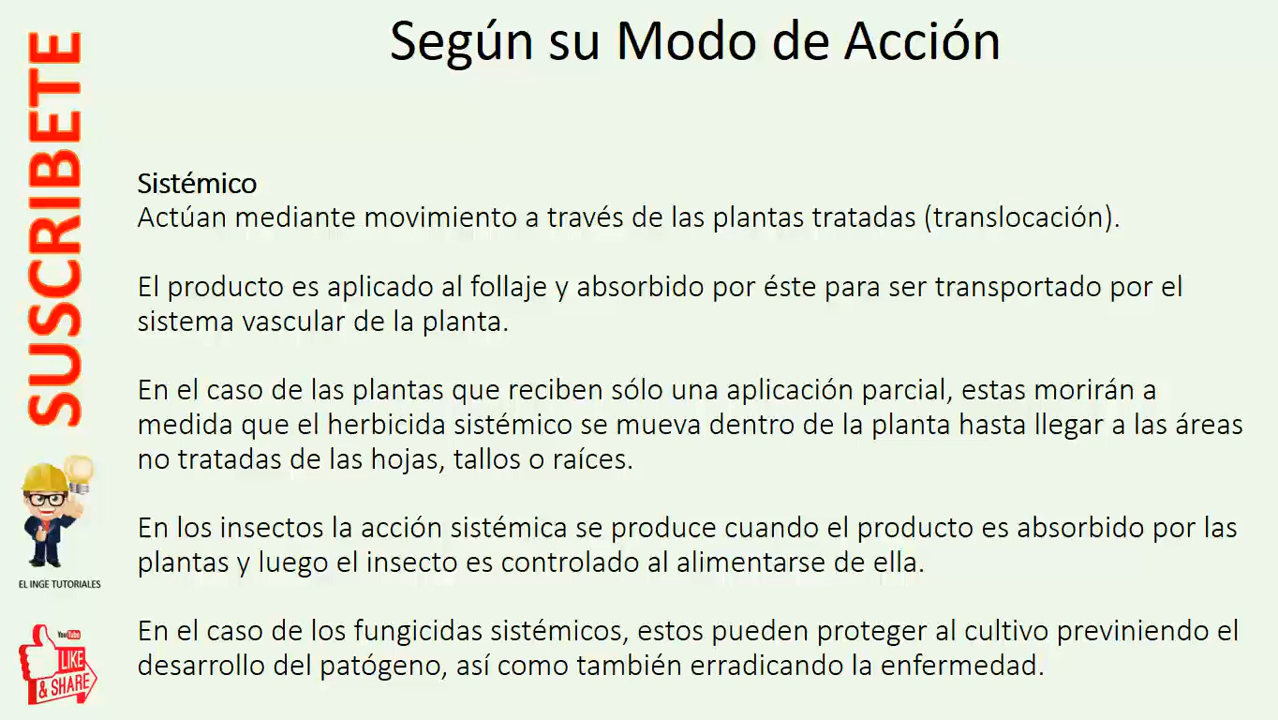 Según su Modo de Acción
SUSCRIBETE
Sistémico
Actúan mediante movimiento a través de las plantas tratadas (translocación).
El producto es aplicado al follaje y absorbido por éste para ser transportado por el
sistema vascular de la planta.
En el caso de las plantas que reciben sólo una aplicación parcial, estas morirán a
medida que el herbicida sistémico se mueva dentro de la planta hasta llegar a las áreas
no tratadas de las hojas, tallos o raíces.
En los insectos la acción sistémica se produce cuando el producto es absorbido por las
plantas y luego el insecto es controlado al alimentarse de ella.
EL INGE TUTORIALES
En el caso de los fungicidas sistémicos, estos pueden proteger al cultivo previniendo el
desarrollo del patógeno, así como también erradicando la enfermedad.
YouTube
LIKE
& SHARE